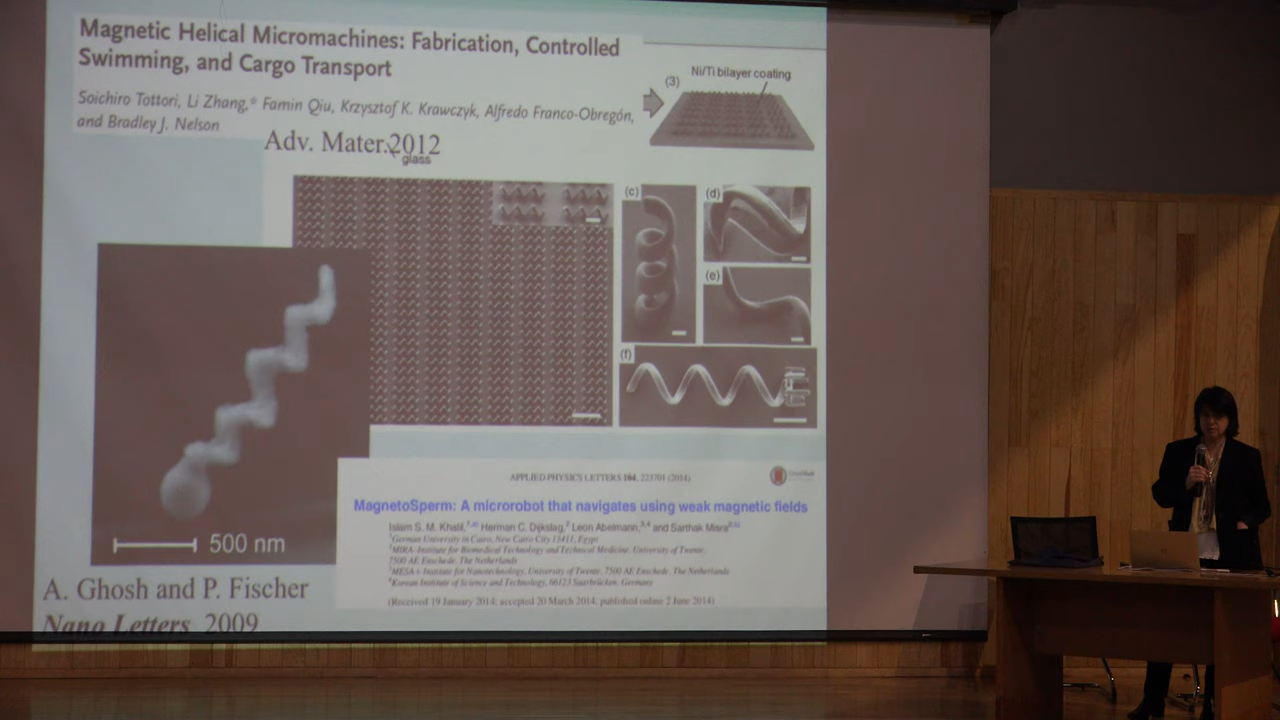 Magnetic Helical Micromachines: Fabrication, Controlled
Swimming, and Cargo Transport
Soichiro Tottori, Li Zhang,* Famin Qiu, Krzysztof K. Krawczyk, Alfredo Franco-Obregón,
and Bradley J. Nelson
Adv. Mater.2012
glass
(3)
Ni/Ti bilayer coating
(c)
(d)
(e)
(f)
500 nm
A. Ghosh and P. Fischer
Nano Letters 2009
APPLIED PHYSICS LETTERS 104, 223701 (2014)
MagnetoSperm: A microrobot that navigates using weak magnetic fields
Islam S. M. Khalil, Herman C. Dijkslag, Leon Abelmann, and Sarthak Misra
German University in Cairo, New Cairo City 13411, Egypt
MIRA-Institute for Biomedical Technology and Technical Medicine, University of Twente,
7500 AE Enschede, The Netherlands
MESA+ Institute for Nanotechnology, University of Twente, 7500 AE Enschede, The Netherlands
Korean Institute of Science and Technology, 66123 Saarbrücken, Germany
(Received 19 January 2014; accepted 20 March 2014; published online 2 June 2014)